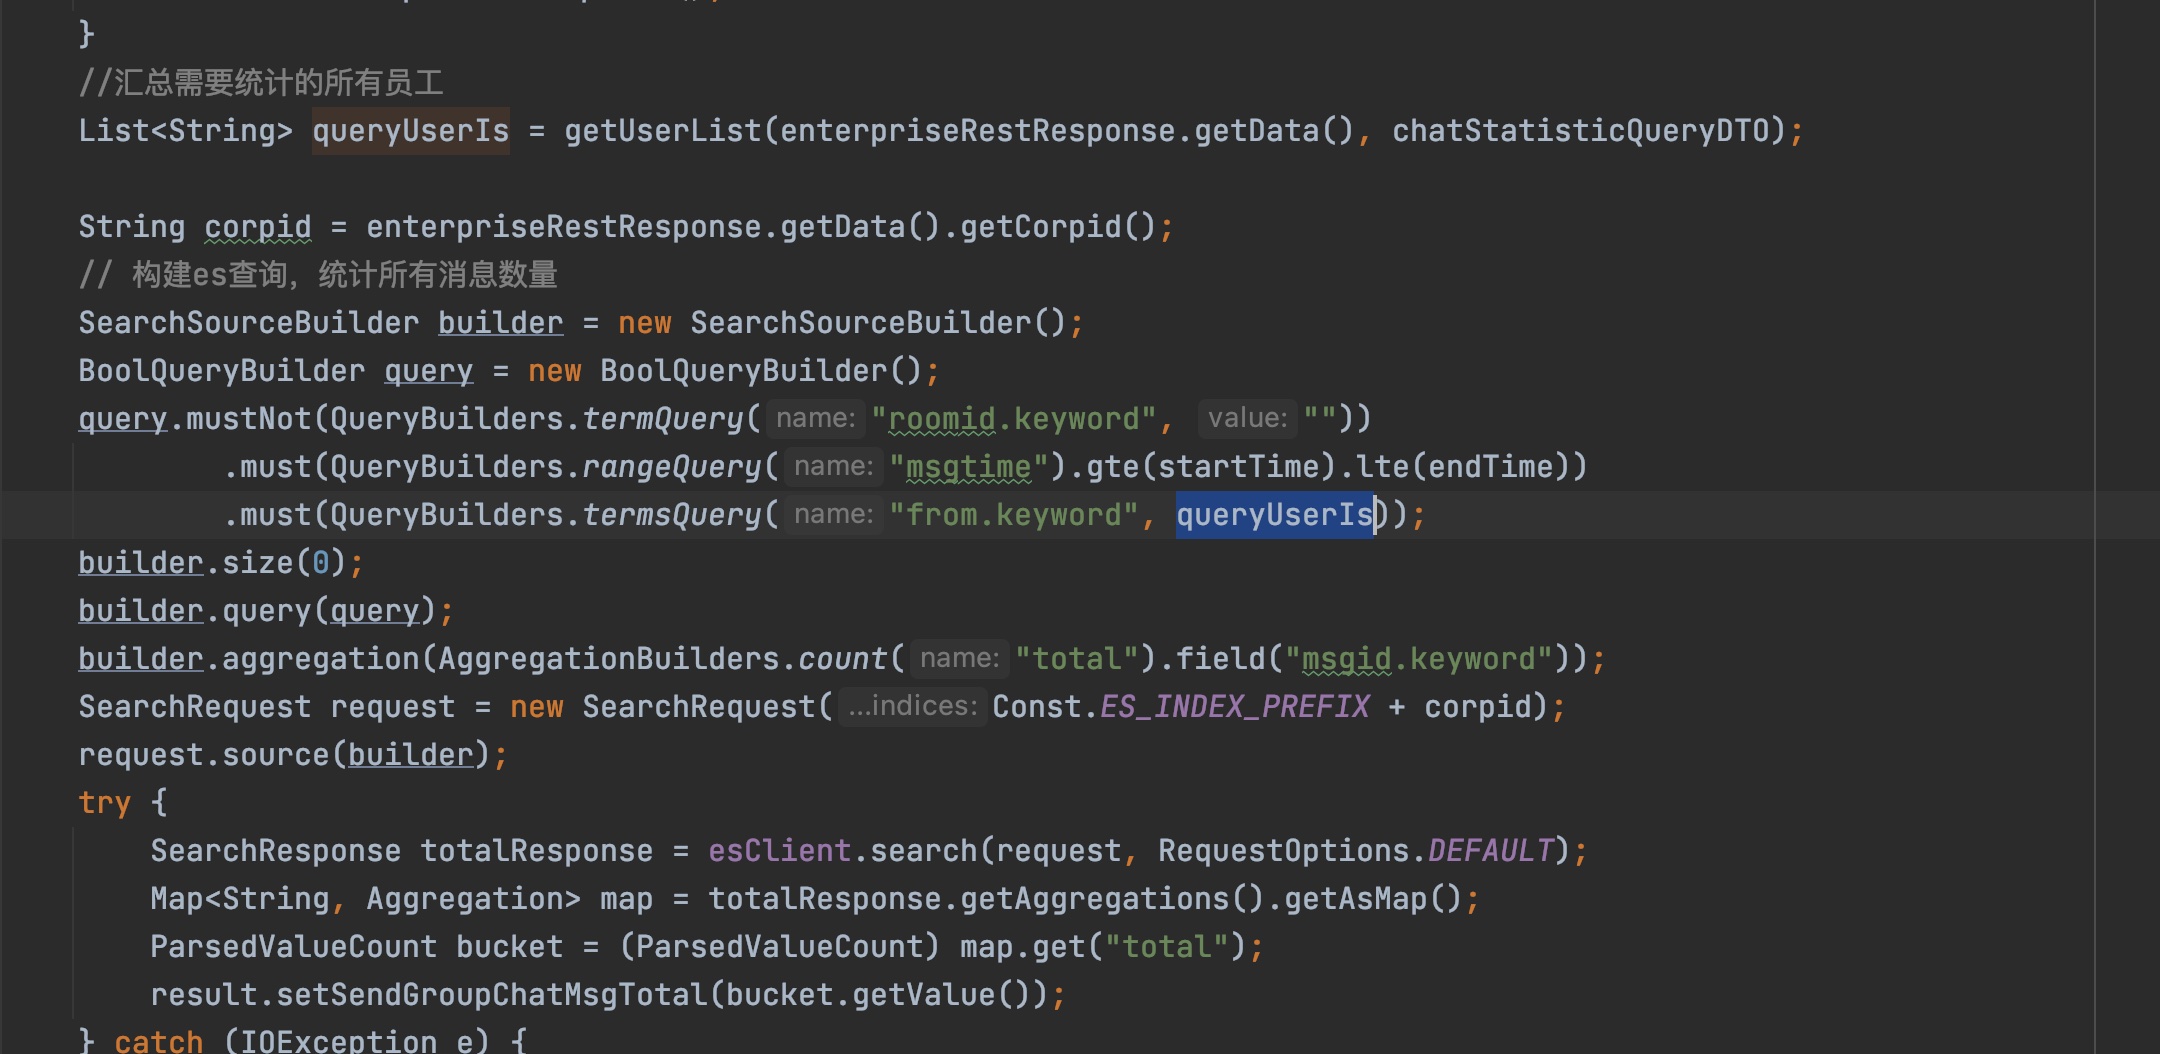 }
//汇总需要统计的所有员工
List<String> queryUserIs = getUserList(enterpriseRestResponse.getData(), chatStatisticQueryDTO);
String corpid = enterpriseRestResponse.getData().getCorpid();
// 构建es查询，统计所有消息数量
SearchSourceBuilder builder = new SearchSourceBuilder();
BoolQueryBuilder query = new BoolQueryBuilder();
query.mustNot(QueryBuilders.termQuery( name: "roomid.keyword", value: ""))
.must(QueryBuilders.rangeQuery( name: "msgtime").gte(startTime).lte(endTime))
.must(QueryBuilders.termsQuery( name: "from.keyword", queryUserIs));
builder.size(0);
builder.query(query);
builder.aggregation(AggregationBuilders.count( name: "total").field("msgid.keyword"));
SearchRequest request = new SearchRequest( ...indices: Const.ES_INDEX_PREFIX + corpid);
request.source(builder);
try {
SearchResponse totalResponse = esClient.search(request, RequestOptions.DEFAULT);
Map<String, Aggregation> map = totalResponse.getAggregations().getAsMap();
ParsedValueCount bucket = (ParsedValueCount) map.get("total");
result.setSendGroupChatMsgTotal(bucket.getValue());
} catch (IOException e) {